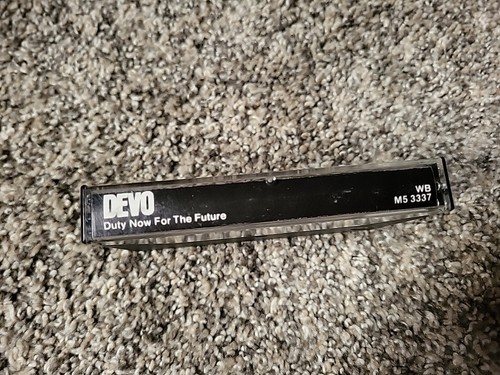 DEVO
Duty Now For The Future
WB
M5 3337